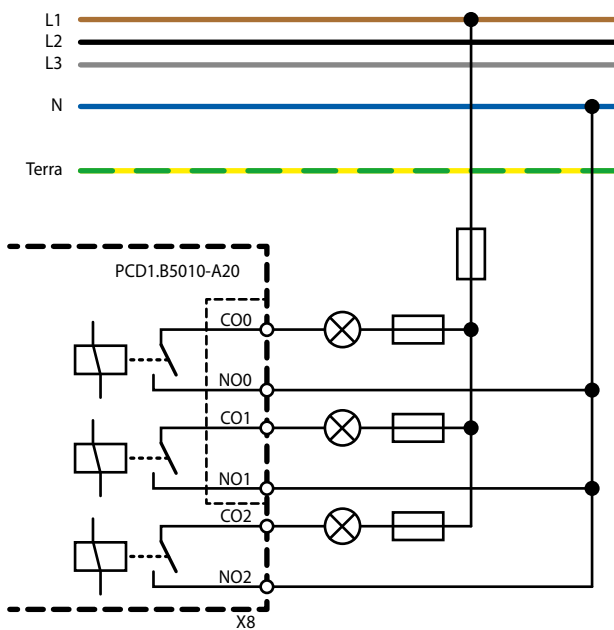 L1
L2
L3
N
Terra
PCD1.B5010-A20
CO0
NO0
CO1
NO1
CO2
NO2
X8